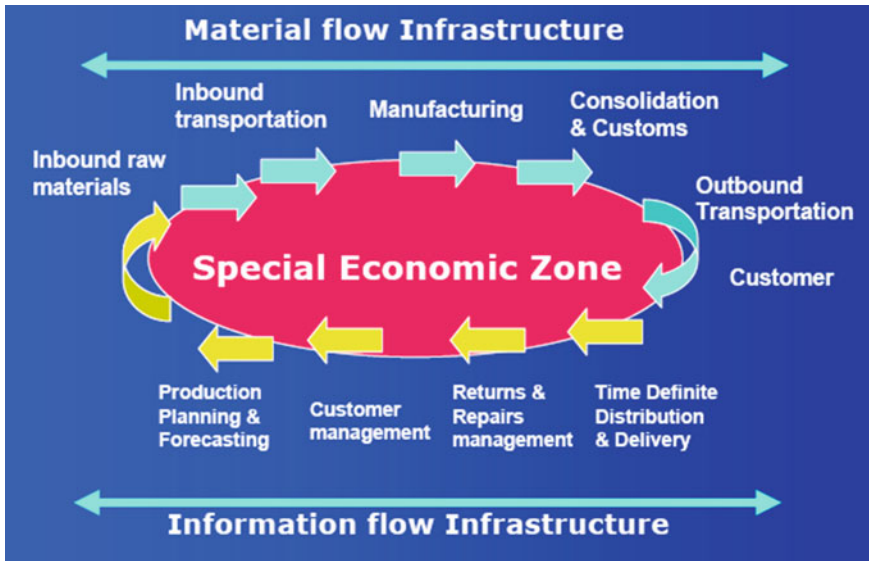 Material flow Infrastructure
Inbound
transportation
Manufacturing
Consolidation
& Customs
Inbound raw
materials
Outbound
Transportation
Special Economic Zone
Customer
Production
Planning &
Forecasting
Customer
management
Returns &
Repairs
management
Time Definite
Distribution
& Delivery
Information flow Infrastructure